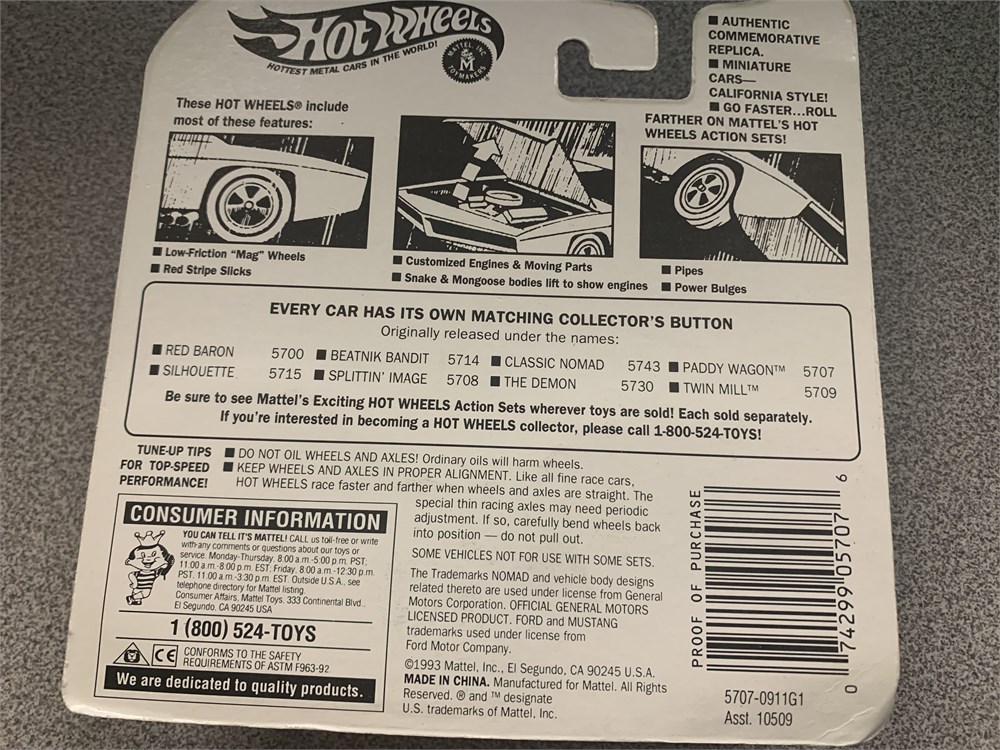 Hot Wheels
HOTTEST METAL CARS IN THE WORLD!
MATTEL, INC.
M
TOYMAKERS
■ AUTHENTIC
COMMEMORATIVE
REPLICA.
■ MINIATURE
CARS—
CALIFORNIA STYLE!
■ GO FASTER...ROLL
FARTHER ON MATTEL'S HOT
WHEELS ACTION SETS!
These HOT WHEELS® include
most of these features:
■ Low-Friction "Mag" Wheels
■ Red Stripe Slicks
■ Customized Engines & Moving Parts
■ Snake & Mongoose bodies lift to show engines
■ Pipes
■ Power Bulges
EVERY CAR HAS ITS OWN MATCHING COLLECTOR'S BUTTON
Originally released under the names:
■ RED BARON 5700 ■ BEATNIK BANDIT 5714 ■ CLASSIC NOMAD 5743 ■ PADDY WAGON™ 5707
■ SILHOUETTE 5715 ■ SPLITTIN' IMAGE 5708 ■ THE DEMON 5730 ■ TWIN MILL™ 5709
Be sure to see Mattel's Exciting HOT WHEELS Action Sets wherever toys are sold! Each sold separately.
If you're interested in becoming a HOT WHEELS collector, please call 1-800-524-TOYS!
TUNE-UP TIPS
FOR TOP-SPEED
PERFORMANCE!
■ DO NOT OIL WHEELS AND AXLES! Ordinary oils will harm wheels.
■ KEEP WHEELS AND AXLES IN PROPER ALIGNMENT. Like all fine race cars,
HOT WHEELS race faster and farther when wheels and axles are straight. The
special thin racing axles may need periodic
adjustment. If so, carefully bend wheels back
into position — do not pull out.
SOME VEHICLES NOT FOR USE WITH SOME SETS.
The Trademarks NOMAD and vehicle body designs
related thereto are used under license from General
Motors Corporation. OFFICIAL GENERAL MOTORS
LICENSED PRODUCT. FORD and MUSTANG
trademarks used under license from
Ford Motor Company.
©1993 Mattel, Inc., El Segundo, CA 90245 U.S.A.
MADE IN CHINA. Manufactured for Mattel. All Rights
Reserved. ® and ™ designate
U.S. trademarks of Mattel, Inc.
CONSUMER INFORMATION
YOU CAN TELL IT'S MATTEL! CALL us toll-free or write
with any comments or questions about our toys or
service. Monday-Thursday, 8:00 a.m.-5:00 p.m. PST,
11:00 a.m.-8:00 p.m. EST; Friday, 8:00 a.m.-12:30 p.m.
PST, 11:00 a.m.-3:30 p.m. EST. Outside U.S.A., see
telephone directory for Mattel listing.
Consumer Affairs, Mattel Toys, 333 Continental Blvd.,
El Segundo, CA 90245 USA
1 (800) 524-TOYS
CE
CONFORMS TO THE SAFETY
REQUIREMENTS OF ASTM F963-92
We are dedicated to quality products.
PROOF OF PURCHASE
0 74299 05707 6
5707-0911G1
Asst. 10509